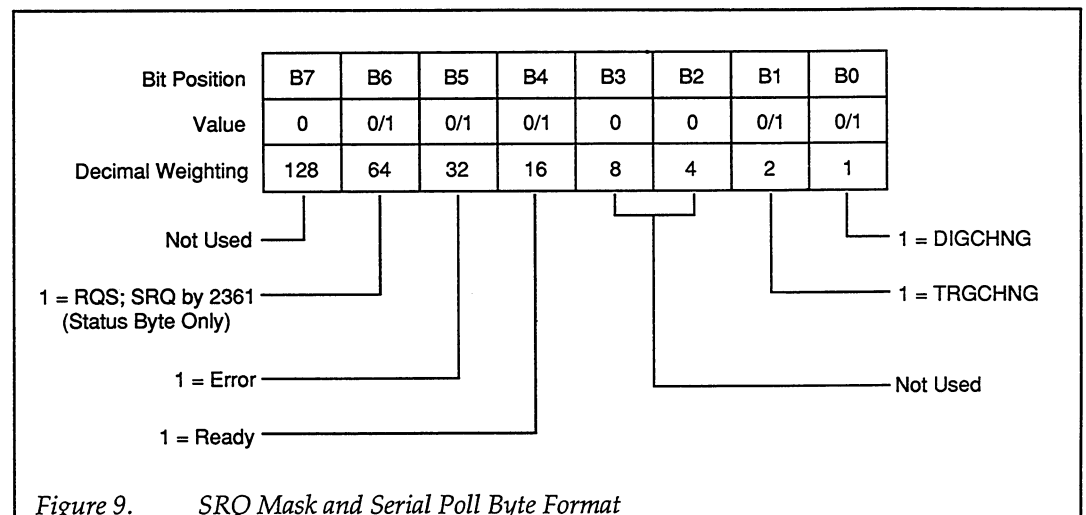 Bit Position B7 B6 B5 B4 B3 B2 B1 B0
Value 0 0/1 0/1 0/1 0 0 0/1 0/1
Decimal Weighting 128 64 32 16 8 4 2 1
Not Used
1 = DIGCHNG
1 = RQS; SRQ by 2361
(Status Byte Only)
1 = TRGCHNG
1 = Error
Not Used
1 = Ready
Figure 9. SRQ Mask and Serial Poll Byte Format